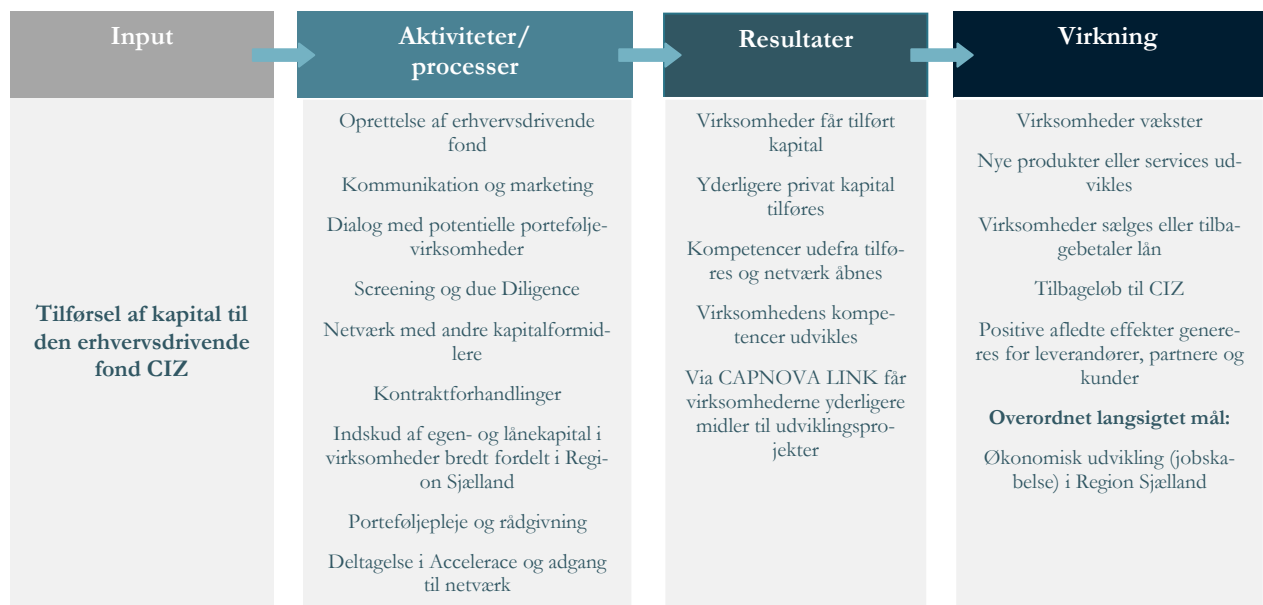 Input
Tilførsel af kapital til
den erhvervsdrivende
fond CIZ
Aktiviteter/
processer
Oprettelse af erhvervsdrivende
fond
Kommunikation og marketing
Dialog med potentielle portefølje-
virksomheder
Screening og due Diligence
Netværk med andre kapitalformid-
lere
Kontraktforhandlinger
Indskud af egen- og lånekapital i
virksomheder bredt fordelt i Regi-
on Sjælland
Porteføljepleje og rådgivning
Deltagelse i Accelerace og adgang
til netværk
Resultater
Virksomheder får tilført
kapital
Yderligere privat kapital
tilføres
Kompetencer udefra tilfø-
res og netværk åbnes
Virksomhedens kompe-
tencer udvikles
Via CAPNOVA LINK får
virksomhederne yderligere
midler til udviklingspro-
jekter
Virkning
Virksomheder vækster
Nye produkter eller services ud-
vikles
Virksomheder sælges eller tilba-
gebetaler lån
Tilbageløb til CIZ
Positive afledte effekter genere-
res for leverandører, partnere og
kunder
Overordnet langsigtet mål:
Økonomisk udvikling (jobska-
belse) i Region Sjælland